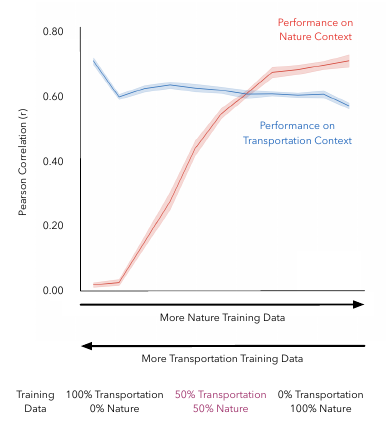 Performance on
Nature Context
0.80
0.60
Performance on
Transportation Context
0.40
0.20
0.00
Pearson Correlation (r)
More Nature Training Data
More Transportation Training Data
Training
Data
100% Transportation
0% Nature
50% Transportation
50% Nature
0% Transportation
100% Nature